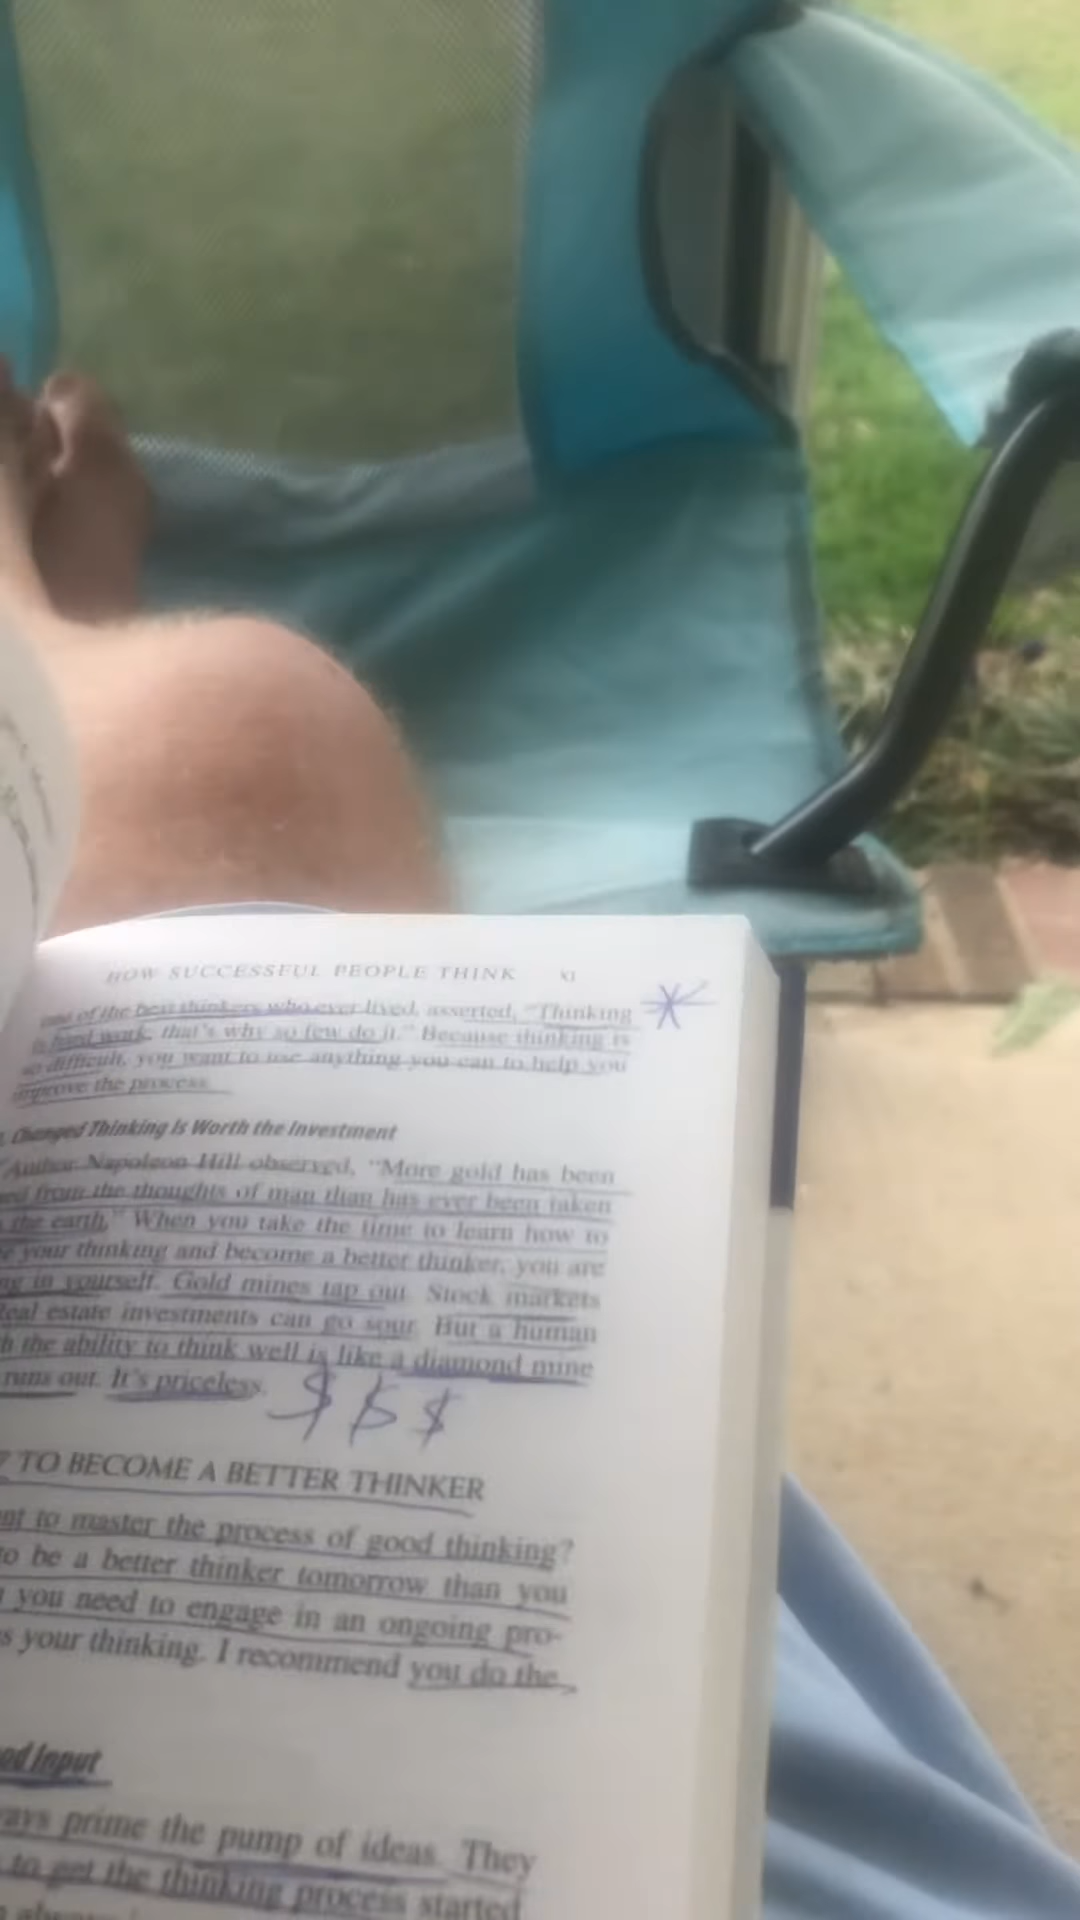 HOW SUCCESSFUL PEOPLE THINK xi
one of the best thinkers who ever lived, asserted, "Thinking
is hard work; that's why so few do it." Because thinking is
so difficult, you want to use anything you can to help you
improve the process.
Changed Thinking Is Worth the Investment
Author Napoleon Hill observed, "More gold has been
from the thoughts of man than has ever been taken
the earth." When you take the time to learn how to
your thinking and become a better thinker, you are
in yourself. Gold mines tap out. Stock markets
Real estate investments can go sour. But a human
the ability to think well is like a diamond mine
runs out. It's priceless.
$ $ $
TO BECOME A BETTER THINKER
to master the process of good thinking?
to be a better thinker tomorrow than you
you need to engage in an ongoing pro-
your thinking. I recommend you do the
Input
prime the pump of ideas. They
to get the thinking process started